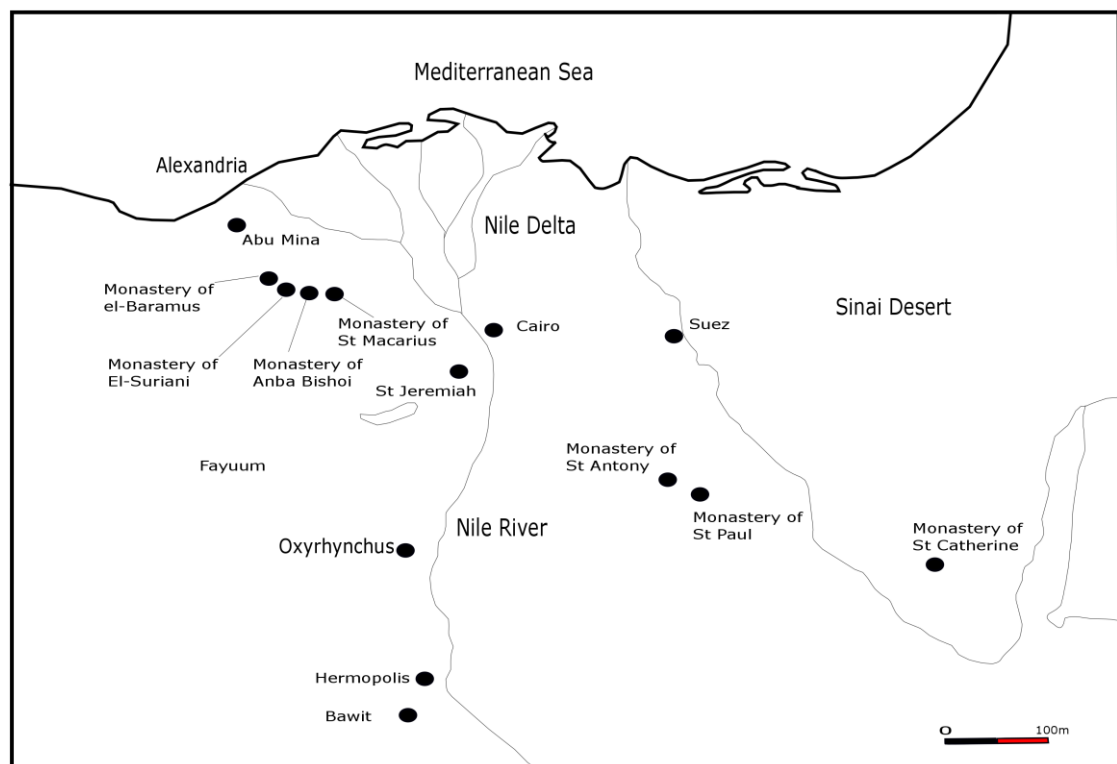 Mediterranean Sea
Alexandria
Nile Delta
Abu Mina
Monastery of
el-Baramus
Sinai Desert
Monastery of
St Macarius
Cairo
Suez
Monastery of
El-Suriani
Monastery of
Anba Bishoi
St Jeremiah
Fayuum
Monastery of
St Antony
Monastery of
St Paul
Nile River
Monastery of
St Catherine
Oxyrhynchus
Hermopolis
Bawit
O
100m